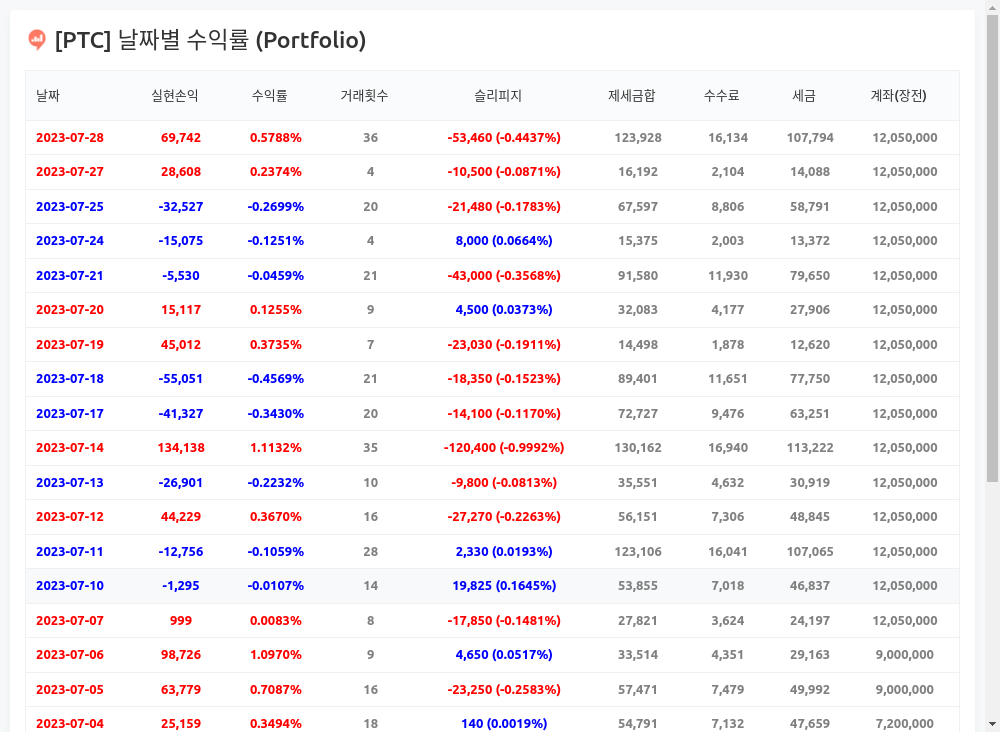 [PTC] 날짜별 수익률 (Portfolio)
날짜 실현손익 수익률 거래횟수 슬리피지 제세금합 수수료 세금 계좌(장전)
2023-07-28 69,742 0.5788% 36 -53,460 (-0.4437%) 123,928 16,134 107,794 12,050,000
2023-07-27 28,608 0.2374% 4 -10,500 (-0.0871%) 16,192 2,104 14,088 12,050,000
2023-07-25 -32,527 -0.2699% 20 -21,480 (-0.1783%) 67,597 8,806 58,791 12,050,000
2023-07-24 -15,075 -0.1251% 4 8,000 (0.0664%) 15,375 2,003 13,372 12,050,000
2023-07-21 -5,530 -0.0459% 21 -43,000 (-0.3568%) 91,580 11,930 79,650 12,050,000
2023-07-20 15,117 0.1255% 9 4,500 (0.0373%) 32,083 4,177 27,906 12,050,000
2023-07-19 45,012 0.3735% 7 -23,030 (-0.1911%) 14,498 1,878 12,620 12,050,000
2023-07-18 -55,051 -0.4569% 21 -18,350 (-0.1523%) 89,401 11,651 77,750 12,050,000
2023-07-17 -41,327 -0.3430% 20 -14,100 (-0.1170%) 72,727 9,476 63,251 12,050,000
2023-07-14 134,138 1.1132% 35 -120,400 (-0.9992%) 130,162 16,940 113,222 12,050,000
2023-07-13 -26,901 -0.2232% 10 -9,800 (-0.0813%) 35,551 4,632 30,919 12,050,000
2023-07-12 44,229 0.3670% 16 -27,270 (-0.2263%) 56,151 7,306 48,845 12,050,000
2023-07-11 -12,756 -0.1059% 28 2,330 (0.0193%) 123,106 16,041 107,065 12,050,000
2023-07-10 -1,295 -0.0107% 14 19,825 (0.1645%) 53,855 7,018 46,837 12,050,000
2023-07-07 999 0.0083% 8 -17,850 (-0.1481%) 27,821 3,624 24,197 12,050,000
2023-07-06 98,726 1.0970% 9 4,650 (0.0517%) 33,514 4,351 29,163 9,000,000
2023-07-05 63,779 0.7087% 16 -23,250 (-0.2583%) 57,471 7,479 49,992 9,000,000
2023-07-04 25,159 0.3494% 18 140 (0.0019%) 54,791 7,132 47,659 7,200,000